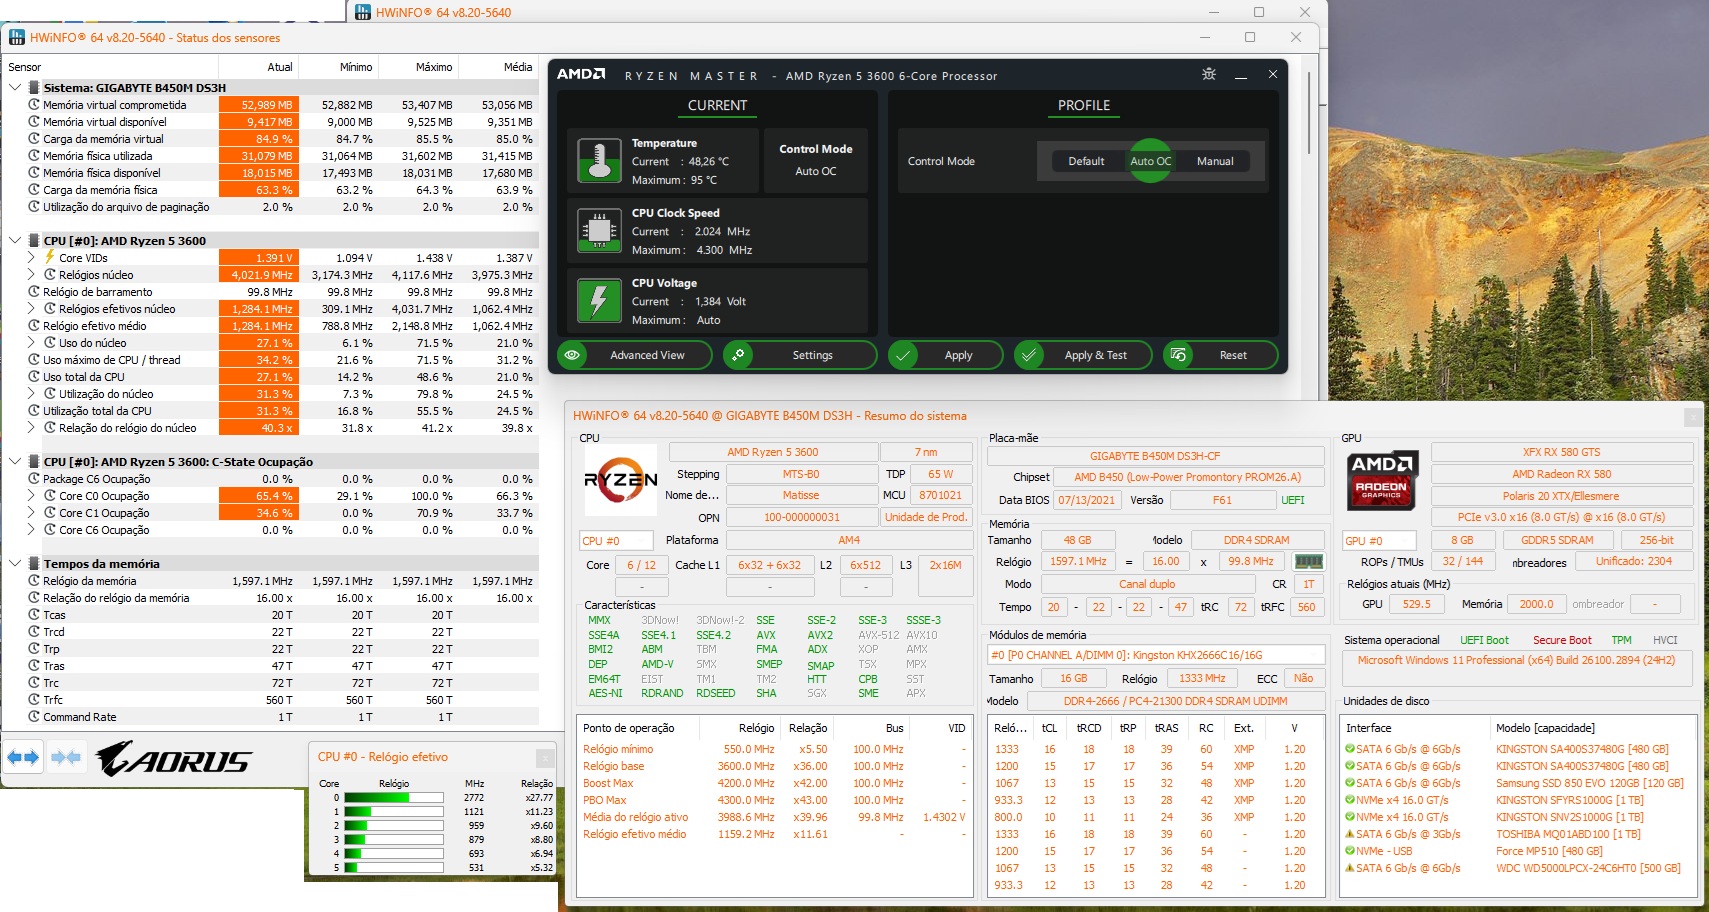 HWiNFO® 64 v8.20-5640
HWiNFO® 64 v8.20-5640 - Status dos sensores
Sensor Atual Mínimo Máximo Média
Sistema: GIGABYTE B450M DS3H
Memória virtual comprometida 52,989 MB 52,882 MB 53,407 MB 53,056 MB
Memória virtual disponível 9,417 MB 9,000 MB 9,525 MB 9,351 MB
Carga da memória virtual 84.9 % 84.7 % 85.5 % 85.0 %
Memória física utilizada 31,079 MB 31,064 MB 31,602 MB 31,415 MB
Memória física disponível 18,015 MB 17,493 MB 18,031 MB 17,680 MB
Carga da memória física 63.3 % 63.2 % 64.3 % 63.9 %
Utilização do arquivo de paginação 2.0 % 2.0 % 2.0 % 2.0 %
CPU [#0]: AMD Ryzen 5 3600
Core VIDs 1.391 V 1.094 V 1.438 V 1.387 V
Relógios núcleo 4,021.9 MHz 3,174.3 MHz 4,117.6 MHz 3,975.3 MHz
Relógio de barramento 99.8 MHz 99.8 MHz 99.8 MHz 99.8 MHz
Relógios efetivos núcleo 1,284.1 MHz 309.1 MHz 4,031.7 MHz 1,062.4 MHz
Relógio efetivo médio 1,284.1 MHz 788.8 MHz 2,148.8 MHz 1,062.4 MHz
Uso do núcleo 27.1 % 6.1 % 71.5 % 21.0 %
Uso máximo de CPU / thread 34.2 % 21.6 % 71.5 % 31.2 %
Uso total da CPU 27.1 % 14.2 % 48.6 % 21.0 %
Utilização do núcleo 31.3 % 7.3 % 79.8 % 24.5 %
Utilização total da CPU 31.3 % 16.8 % 55.5 % 24.5 %
Relação do relógio do núcleo 40.3 x 31.8 x 41.2 x 39.8 x
CPU [#0]: AMD Ryzen 5 3600: C-State Ocupação
Package C6 Ocupação 0.0 % 0.0 % 0.0 % 0.0 %
Core C0 Ocupação 65.4 % 29.1 % 100.0 % 66.3 %
Core C1 Ocupação 34.6 % 0.0 % 70.9 % 33.7 %
Core C6 Ocupação 0.0 % 0.0 % 0.0 % 0.0 %
Tempos da memória
Relógio da memória 1,597.1 MHz 1,597.1 MHz 1,597.1 MHz 1,597.1 MHz
Relação do relógio da memória 16.00 x 16.00 x 16.00 x 16.00 x
Tcas 20 T 20 T 20 T
Trcd 22 T 22 T 22 T
Trp 22 T 22 T 22 T
Tras 47 T 47 T 47 T
Trc 72 T 72 T 72 T
Trfc 560 T 560 T 560 T
Command Rate 1 T 1 T 1 T
AORUS
CPU #0 - Relógio efetivo
Core Relógio MHz Relação
0 2772 x27.77
1 1121 x11.23
2 959 x9.60
3 879 x8.80
4 693 x6.94
5 531 x5.32
AMD RYZEN MASTER - AMD Ryzen 5 3600 6-Core Processor
CURRENT
Temperature
Current : 48,26 °C
Maximum : 95 °C
Control Mode
Auto OC
CPU Clock Speed
Current : 2.024 MHz
Maximum : 4.300 MHz
CPU Voltage
Current : 1,384 Volt
Maximum : Auto
PROFILE
Control Mode Default Auto OC Manual
Advanced View Settings Apply Apply & Test Reset
HWiNFO® 64 v8.20-5640 @ GIGABYTE B450M DS3H - Resumo do sistema
CPU
RYZEN
AMD Ryzen 5 3600 7 nm
Stepping MTS-B0 TDP 65 W
Nome de... Matisse MCU 8701021
OPN 100-000000031 Unidade de Prod.
CPU #0 Plataforma AM4
Core 6 / 12 Cache L1 6x32 + 6x32 L2 6x512 L3 2x16M
- - -
Características
MMX 3DNow! 3DNow!-2 SSE SSE-2 SSE-3 SSSE-3
SSE4A SSE4.1 SSE4.2 AVX AVX2 AVX-512 AVX10
BMI2 ABM TBM FMA ADX XOP AMX
DEP AMD-V SMX SMEP SMAP TSX MPX
EM64T EIST TM1 TM2 HTT CPB SST
AES-NI RDRAND RDSEED SHA SGX SME APX
Ponto de operação Relógio Relação Bus VID
Relógio mínimo 550.0 MHz x5.50 100.0 MHz -
Relógio base 3600.0 MHz x36.00 100.0 MHz -
Boost Max 4200.0 MHz x42.00 100.0 MHz -
PBO Max 4300.0 MHz x43.00 100.0 MHz -
Média do relógio ativo 3988.6 MHz x39.96 99.8 MHz 1.4302 V
Relógio efetivo médio 1159.2 MHz x11.61 - -
Placa-mãe
GIGABYTE B450M DS3H-CF
Chipset AMD B450 (Low-Power Promontory PROM26.A)
Data BIOS 07/13/2021 Versão F61 UEFI
Memória
Tamanho 48 GB Modelo DDR4 SDRAM
Relógio 1597.1 MHz = 16.00 x 99.8 MHz
Modo Canal duplo CR 1T
Tempo 20 - 22 - 22 - 47 tRC 72 tRFC 560
Módulos de memória
#0 [P0 CHANNEL A/DIMM 0]: Kingston KHX2666C16/16G
Tamanho 16 GB Relógio 1333 MHz ECC Não
Modelo DDR4-2666 / PC4-21300 DDR4 SDRAM UDIMM
Reló... tCL tRCD tRP tRAS RC Ext. V
1333 16 18 18 39 60 XMP 1.20
1200 15 17 17 36 54 XMP 1.20
1067 13 15 15 32 48 XMP 1.20
933.3 12 13 13 28 42 XMP 1.20
800.0 10 11 11 24 36 XMP 1.20
1333 16 18 18 39 60 - 1.20
1200 15 17 17 36 54 - 1.20
1067 13 15 15 32 48 - 1.20
933.3 12 13 13 28 42 - 1.20
GPU
AMD RADEON GRAPHICS
XFX RX 580 GTS
AMD Radeon RX 580
Polaris 20 XTX/Ellesmere
PCIe v3.0 x16 (8.0 GT/s) @ x16 (8.0 GT/s)
GPU #0 8 GB GDDR5 SDRAM 256-bit
ROPs / TMUs 32 / 144 mbreadores Unificado: 2304
Relógios atuais (MHz)
GPU 529.5 Memória 2000.0 ombreador -
Sistema operacional UEFI Boot Secure Boot TPM HVCI
Microsoft Windows 11 Professional (x64) Build 26100.2894 (24H2)
Unidades de disco
Interface Modelo [capacidade]
SATA 6 Gb/s @ 6Gb/s KINGSTON SA400S37480G [480 GB]
SATA 6 Gb/s @ 6Gb/s KINGSTON SA400S37480G [480 GB]
SATA 6 Gb/s @ 6Gb/s Samsung SSD 850 EVO 120GB [120 GB]
NVMe x4 16.0 GT/s KINGSTON SFYRS1000G [1 TB]
NVMe x4 16.0 GT/s KINGSTON SNV2S1000G [1 TB]
SATA 6 Gb/s @ 3Gb/s TOSHIBA MQ01ABD100 [1 TB]
NVMe - USB Force MP510 [480 GB]
SATA 6 Gb/s @ 6Gb/s WDC WD5000LPCX-24C6HT0 [500 GB]